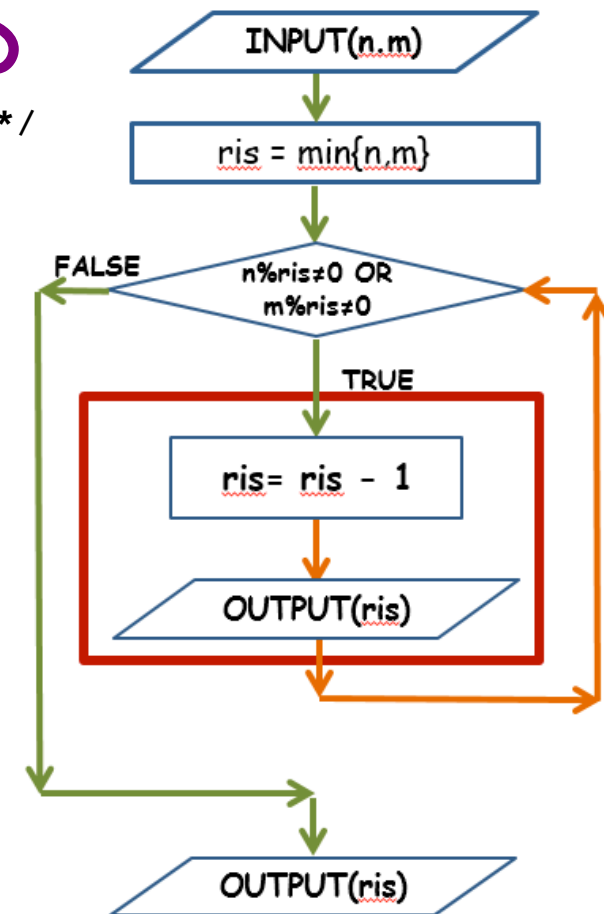 */
INPUT(n.m)
ris = min{n,m}
FALSE
n%ris≠0 OR
m%ris≠0
TRUE
ris= ris - 1
OUTPUT(ris)
OUTPUT(ris)